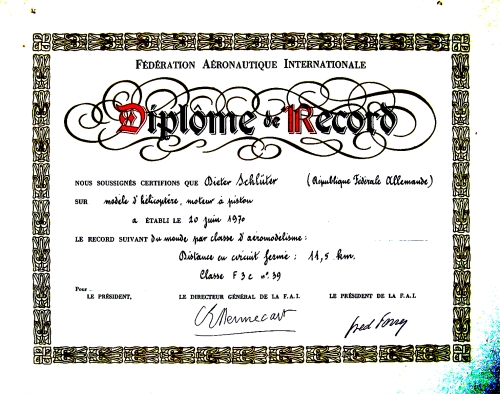 FÉDÉRATION AÉRONAUTIQUE INTERNATIONALE
Diplôme de Record
NOUS SOUSSIGNÉS CERTIFIONS QUE Dieter Schlüter (République Fédérale Allemande)
SUR modèle d'hélicoptère, moteur à piston
A ÉTABLI LE 20 juin 1970
LE RECORD SUIVANT Du monde par classe d'aéromodélisme :
Distance en circuit fermé : 11,5 km.
Classe F 3 c n° 39
Pour
LE PRÉSIDENT, LE DIRECTEUR GÉNÉRAL DE LA F.A.I. LE PRÉSIDENT DE LA F.A.I.